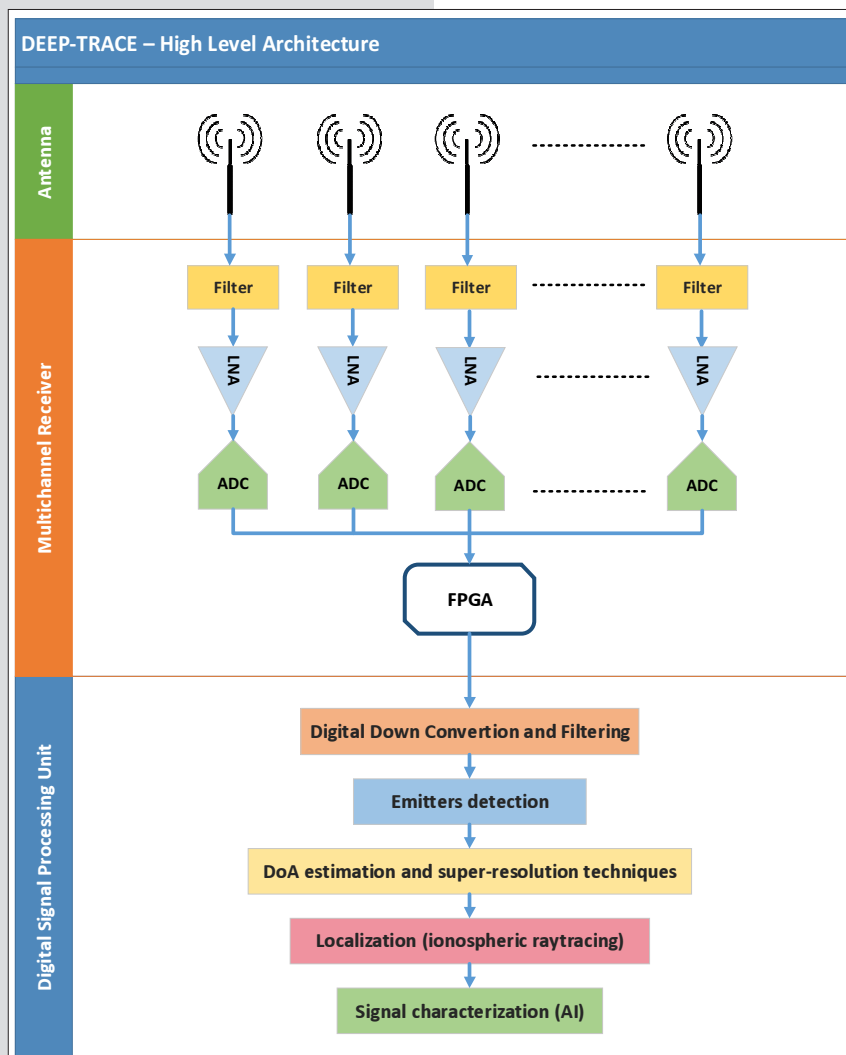 DEEP-TRACE – High Level Architecture
Antenna
Multichannel Receiver
Filter Filter Filter Filter
LNA LNA LNA LNA
ADC ADC ADC ADC
FPGA
Digital Signal Processing Unit
Digital Down Convertion and Filtering
Emitters detection
DoA estimation and super-resolution techniques
Localization (ionospheric raytracing)
Signal characterization (AI)